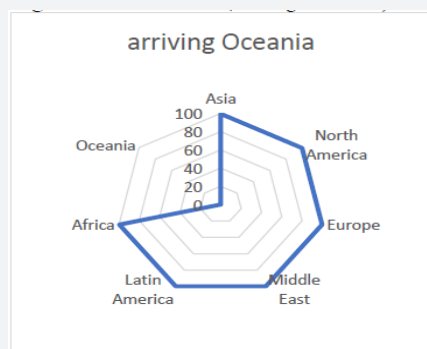 arriving Oceania
Asia
100
80
60
40
20
0
North
America
Europe
Middle
East
Latin
America
Africa
Oceania